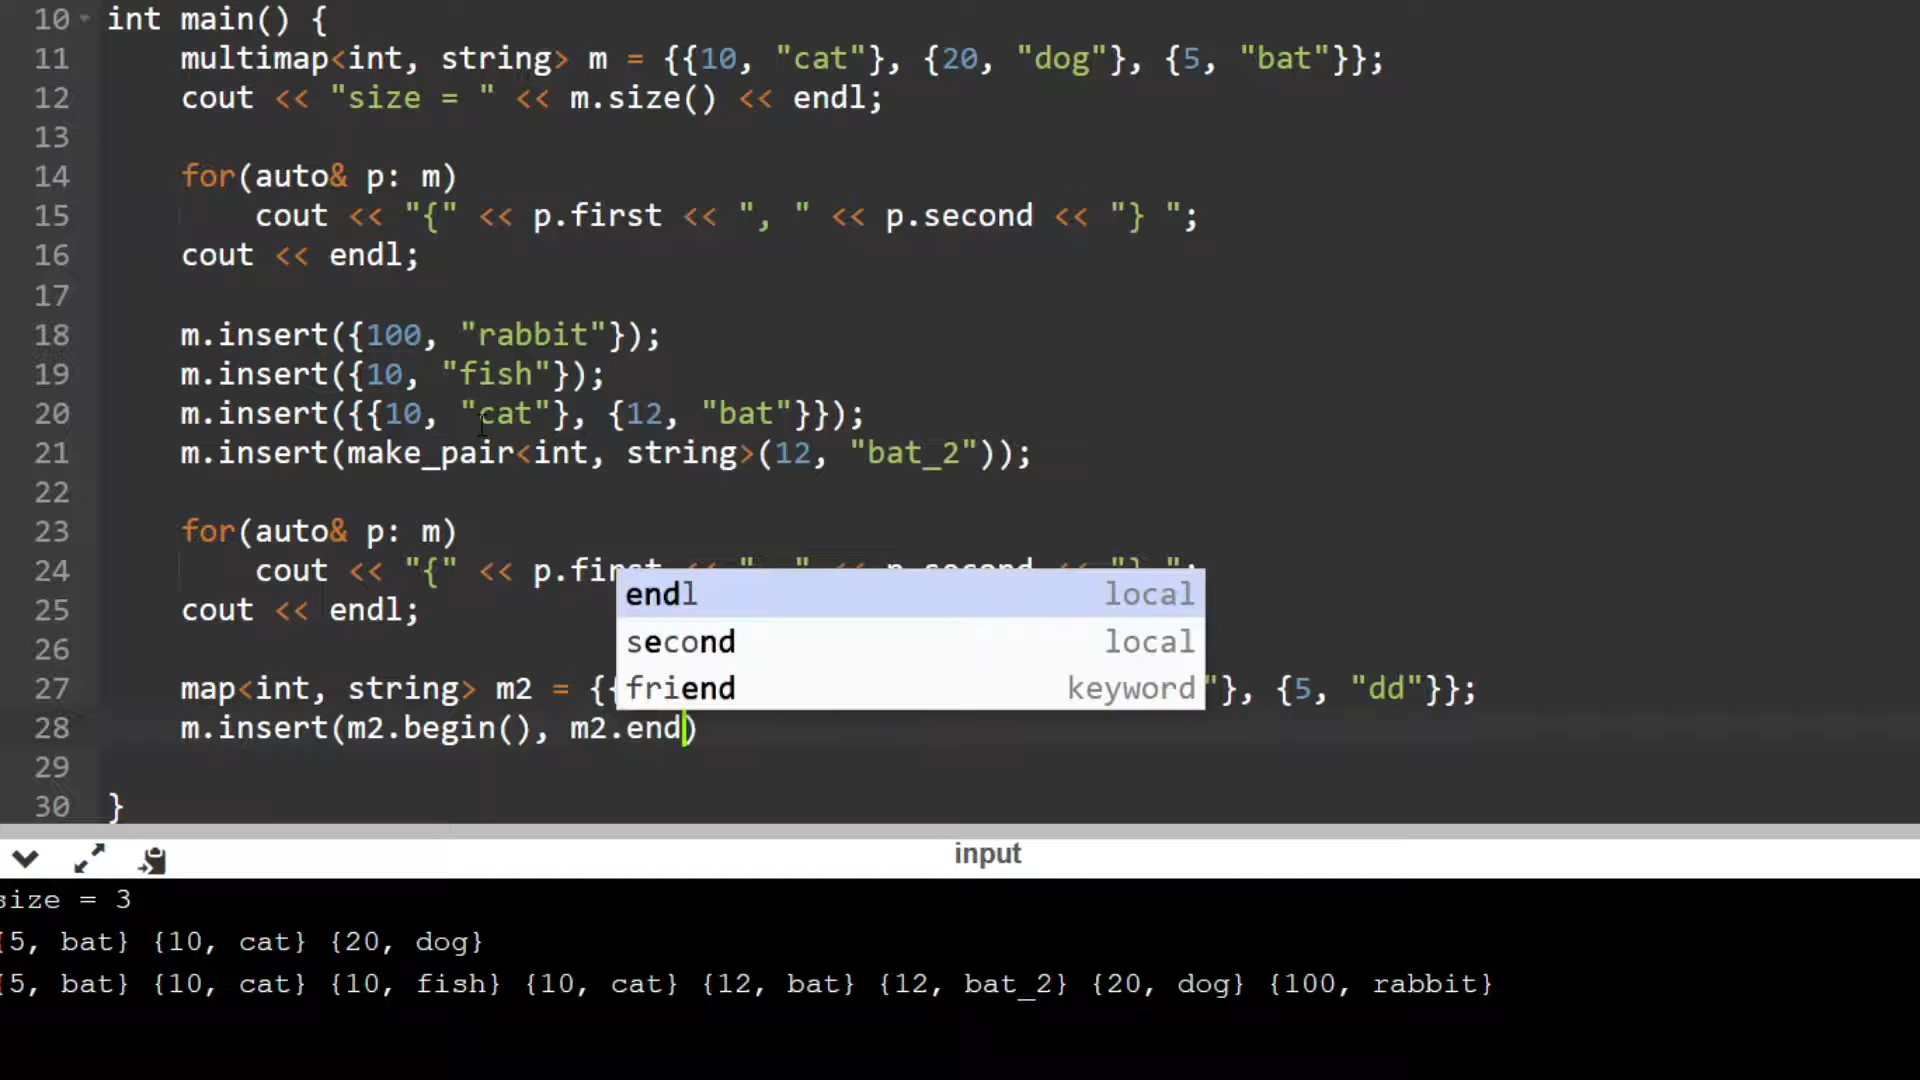 10 int main() {
11 multimap<int, string> m = {{10, "cat"}, {20, "dog"}, {5, "bat"}};
12 cout << "size = " << m.size() << endl;
13
14 for(auto& p: m)
15 cout << "{" << p.first << ", " << p.second << "} ";
16 cout << endl;
17
18 m.insert({100, "rabbit"});
19 m.insert({10, "fish"});
20 m.insert({{10, "cat"}, {12, "bat"}});
21 m.insert(make_pair<int, string>(12, "bat_2"));
22
23 for(auto& p: m)
24 cout << "{" << p.first << ", " << p.second << "} ";
endl local
25 cout << endl;
second local
26
27 map<int, string> m2 = {{ "}, {5, "dd"}};
friend keyword
28 m.insert(m2.begin(), m2.end)
29
30 }
input
size = 3
{5, bat} {10, cat} {20, dog}
{5, bat} {10, cat} {10, fish} {10, cat} {12, bat} {12, bat_2} {20, dog} {100, rabbit}